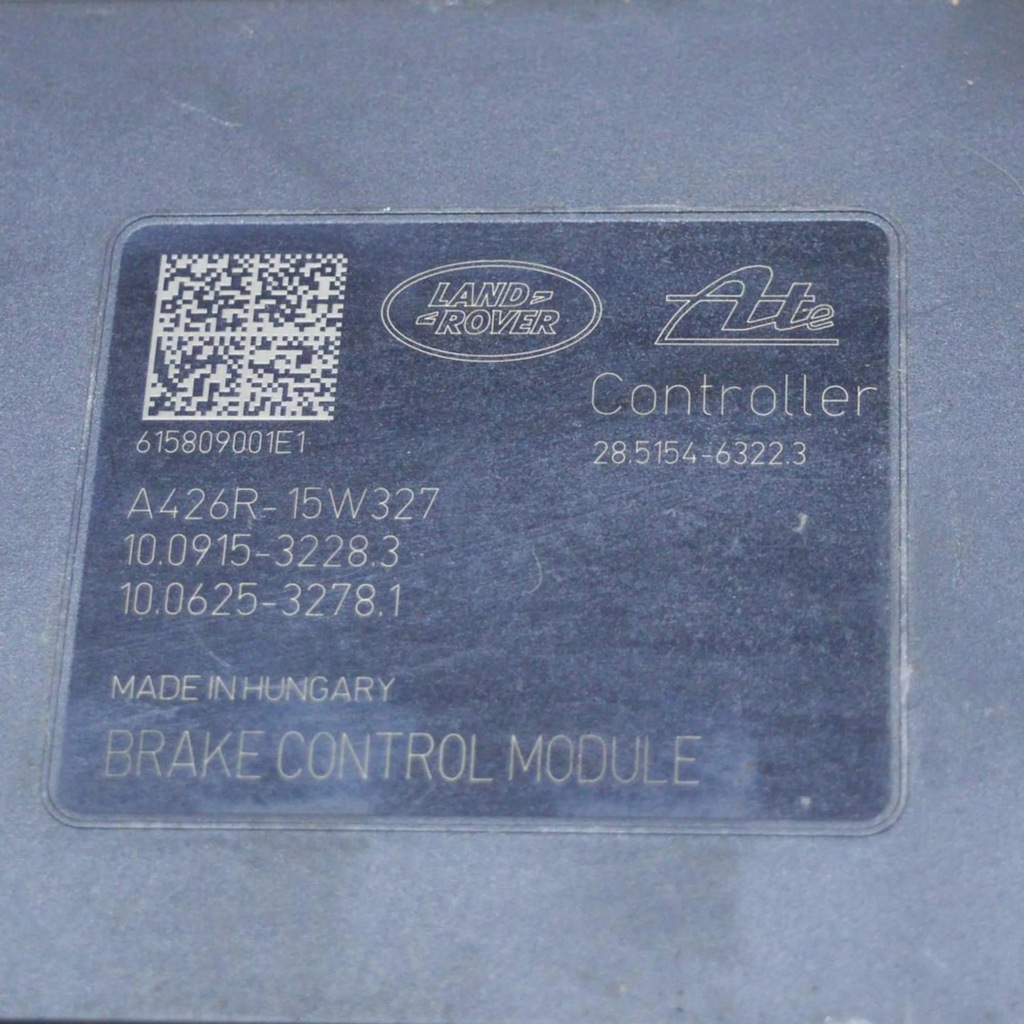 LAND
ROVER
Ate
Controller
615809001E1
28.5154-6322.3
A426R-15W327
10.0915-3228.3
10.0625-3278.1
MADE IN HUNGARY
BRAKE CONTROL MODULE